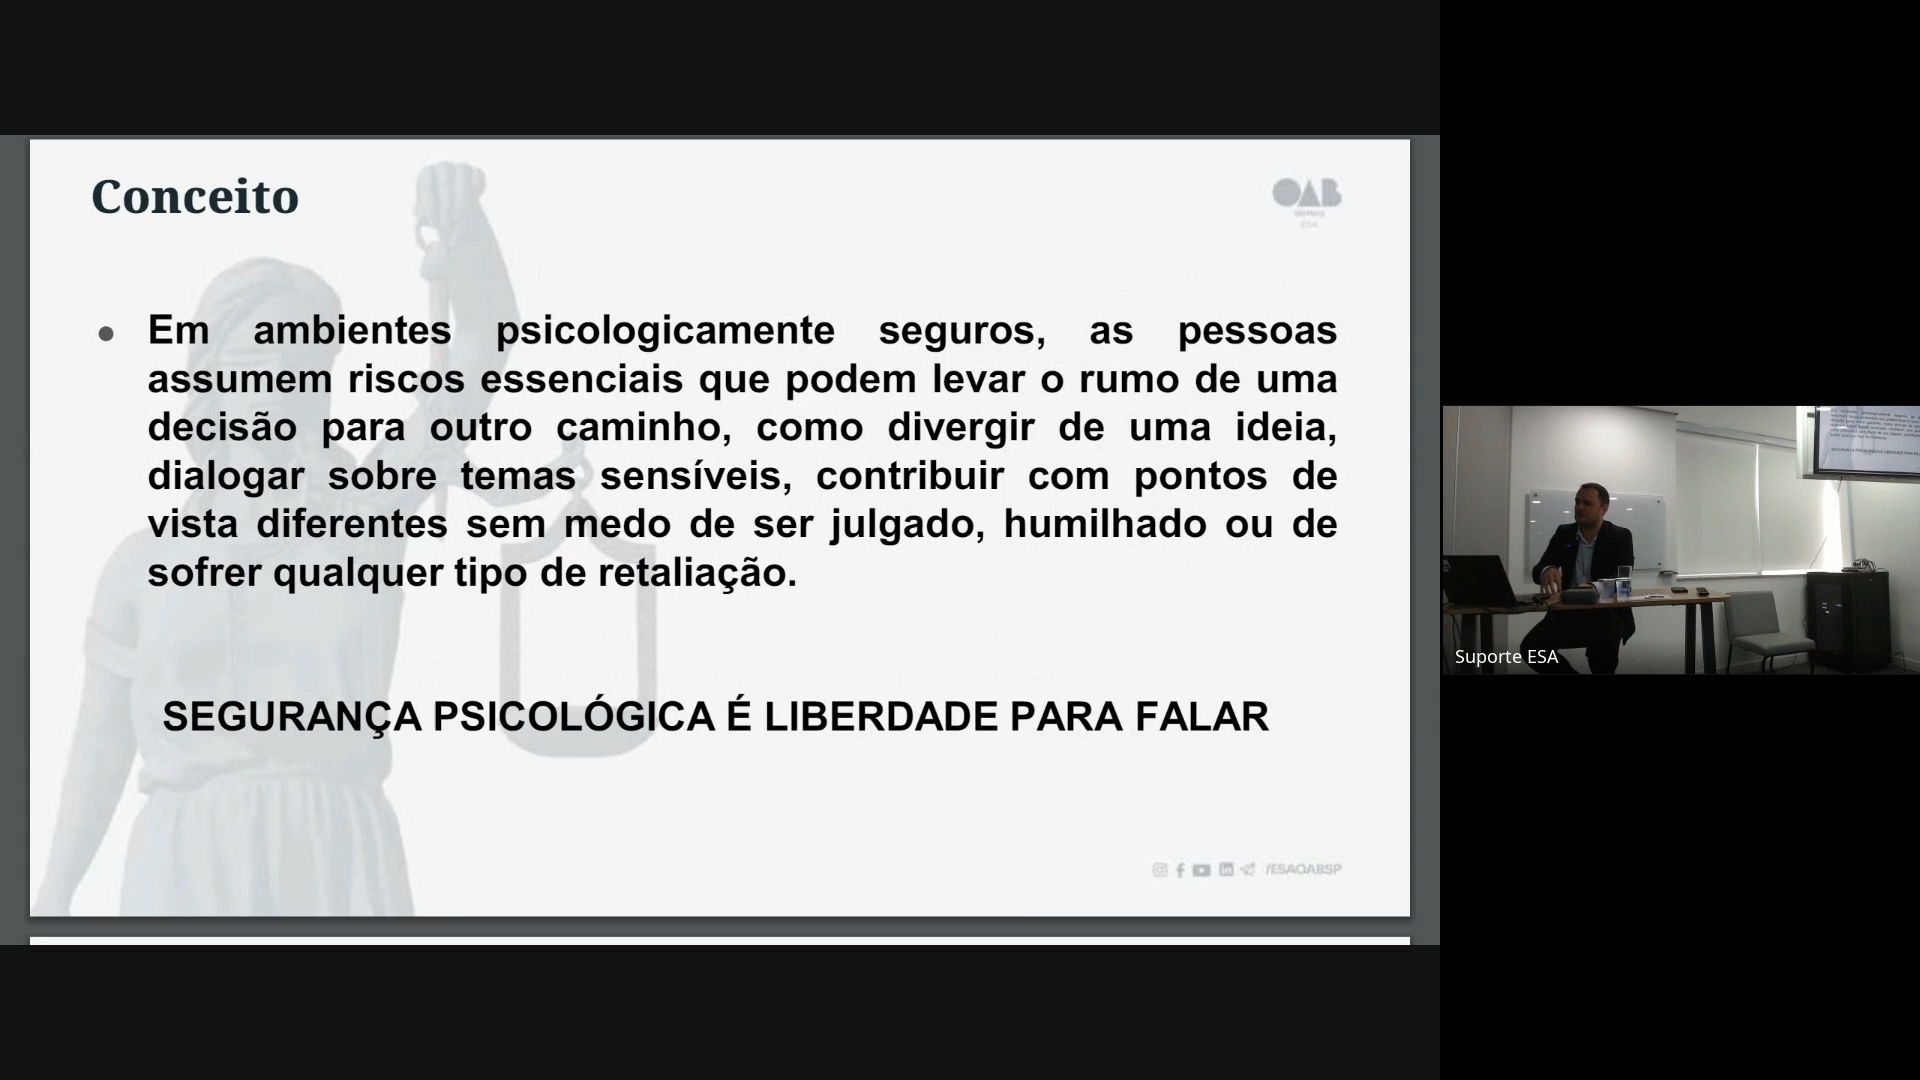 Conceito
OAB
ESA
● Em ambientes psicologicamente seguros, as pessoas
assumem riscos essenciais que podem levar o rumo de uma
decisão para outro caminho, como divergir de uma ideia,
dialogar sobre temas sensíveis, contribuir com pontos de
vista diferentes sem medo de ser julgado, humilhado ou de
sofrer qualquer tipo de retaliação.
SEGURANÇA PSICOLÓGICA É LIBERDADE PARA FALAR
/ESAOABSP
Suporte ESA